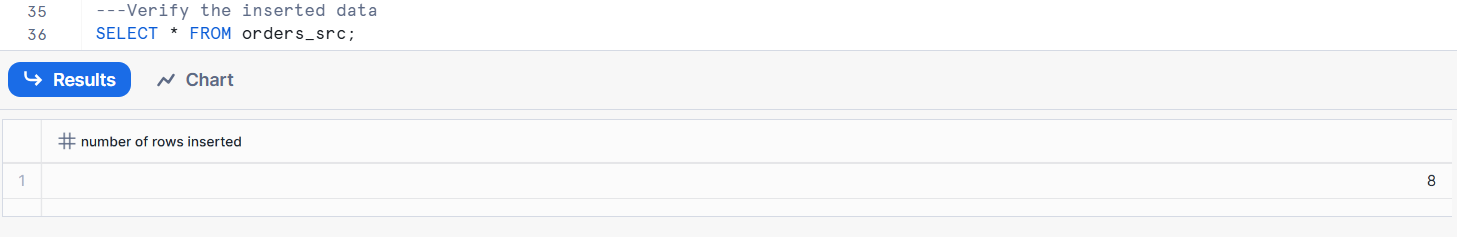 35 ---Verify the inserted data
36 SELECT * FROM orders_src;
Results Chart
number of rows inserted
1 8